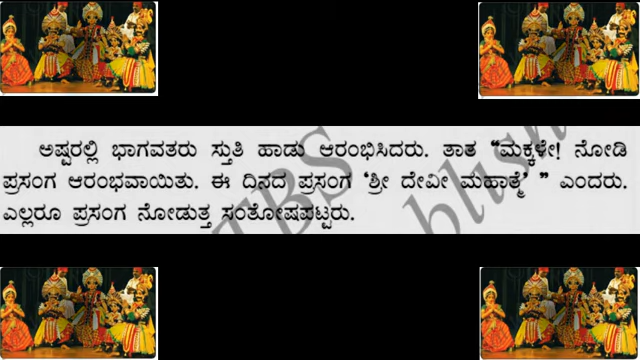 ಅಷ್ಟರಲ್ಲಿ ಭಾಗವತರು ಸ್ತುತಿ ಹಾಡು ಆರಂಭಿಸಿದರು. ತಾತ “ಮಕ್ಕಳೇ! ನೋಡಿ
ಪ್ರಸಂಗ ಆರಂಭವಾಯಿತು. ಈ ದಿನದ ಪ್ರಸಂಗ ‘ಶ್ರೀ ದೇವೀ ಮಹಾತ್ಮೆ’ ” ಎಂದರು.
ಎಲ್ಲರೂ ಪ್ರಸಂಗ ನೋಡುತ್ತ ಸಂತೋಷಪಟ್ಟರು.